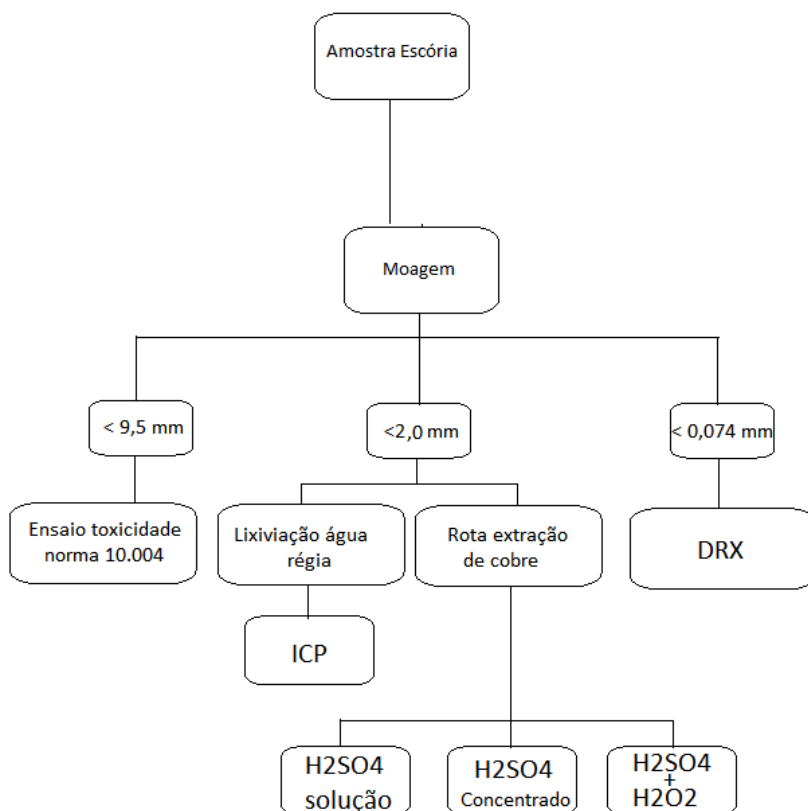 Amostra Escória
Moagem
< 9,5 mm
<2,0 mm
< 0,074 mm
Ensaio toxicidade
norma 10.004
Lixiviação água
régia
Rota extração
de cobre
DRX
ICP
H2SO4
solução
H2SO4
Concentrado
H2SO4
+
H2O2